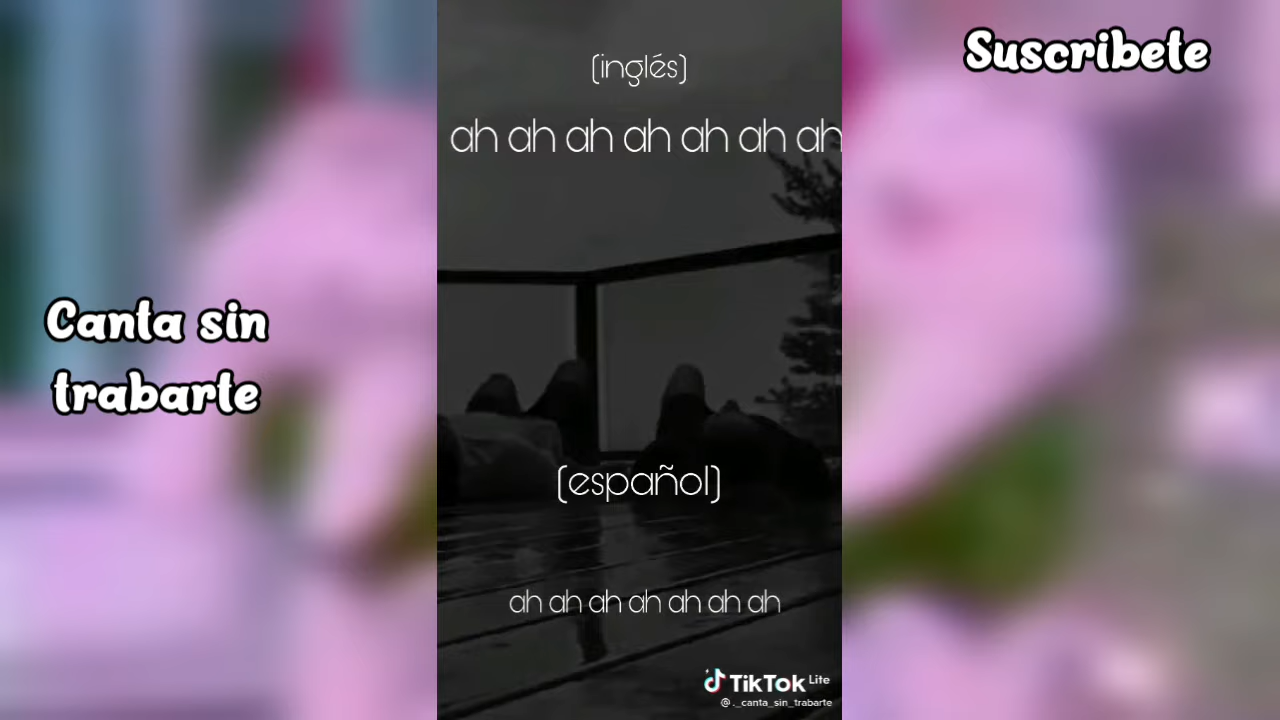 Suscribete
(inglés)
ah ah ah ah ah ah ah
Canta sin
trabarte
(español)
ah ah ah ah ah ah ah
TikTok Lite
@._canta_sin_trabarte